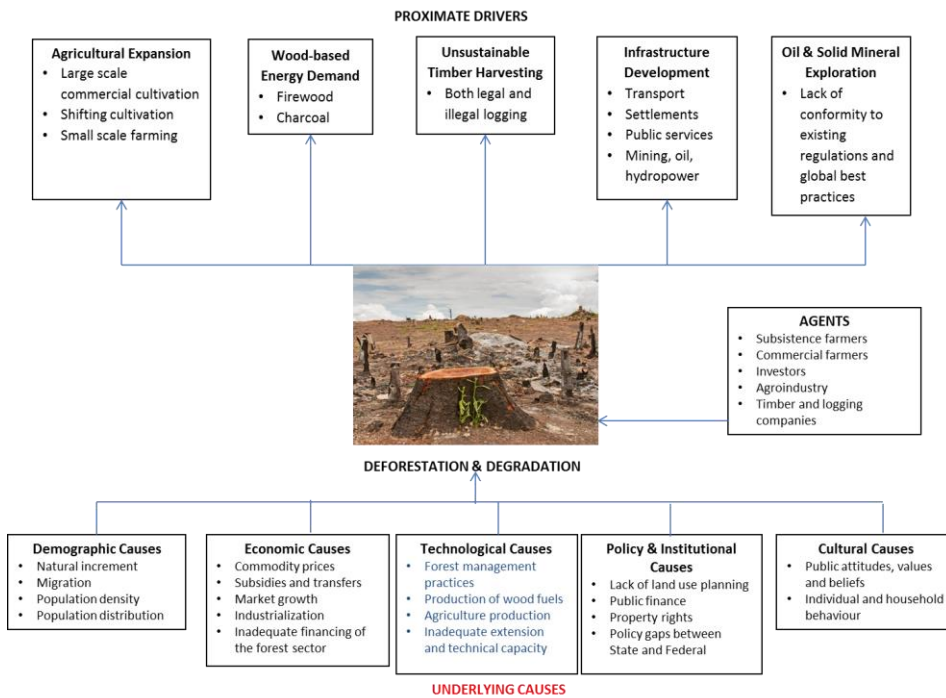 PROXIMATE DRIVERS
Agricultural Expansion
• Large scale
commercial cultivation
• Shifting cultivation
• Small scale farming
Wood-based
Energy Demand
• Firewood
• Charcoal
Unsustainable
Timber Harvesting
• Both legal and
illegal logging
Infrastructure
Development
• Transport
• Settlements
• Public services
• Mining, oil,
hydropower
Oil & Solid Mineral
Exploration
• Lack of
conformity to
existing
regulations and
global best
practices
AGENTS
• Subsistence farmers
• Commercial farmers
• Investors
• Agroindustry
• Timber and logging
companies
DEFORESTATION & DEGRADATION
Demographic Causes
• Natural increment
• Migration
• Population density
• Population distribution
Economic Causes
• Commodity prices
• Subsidies and transfers
• Market growth
• Industrialization
• Inadequate financing of
the forest sector
Technological Causes
• Forest management
practices
• Production of wood fuels
• Agriculture production
• Inadequate extension
and technical capacity
Policy & Institutional
Causes
• Lack of land use planning
• Public finance
• Property rights
• Policy gaps between
State and Federal
Cultural Causes
• Public attitudes, values
and beliefs
• Individual and household
behaviour
UNDERLYING CAUSES